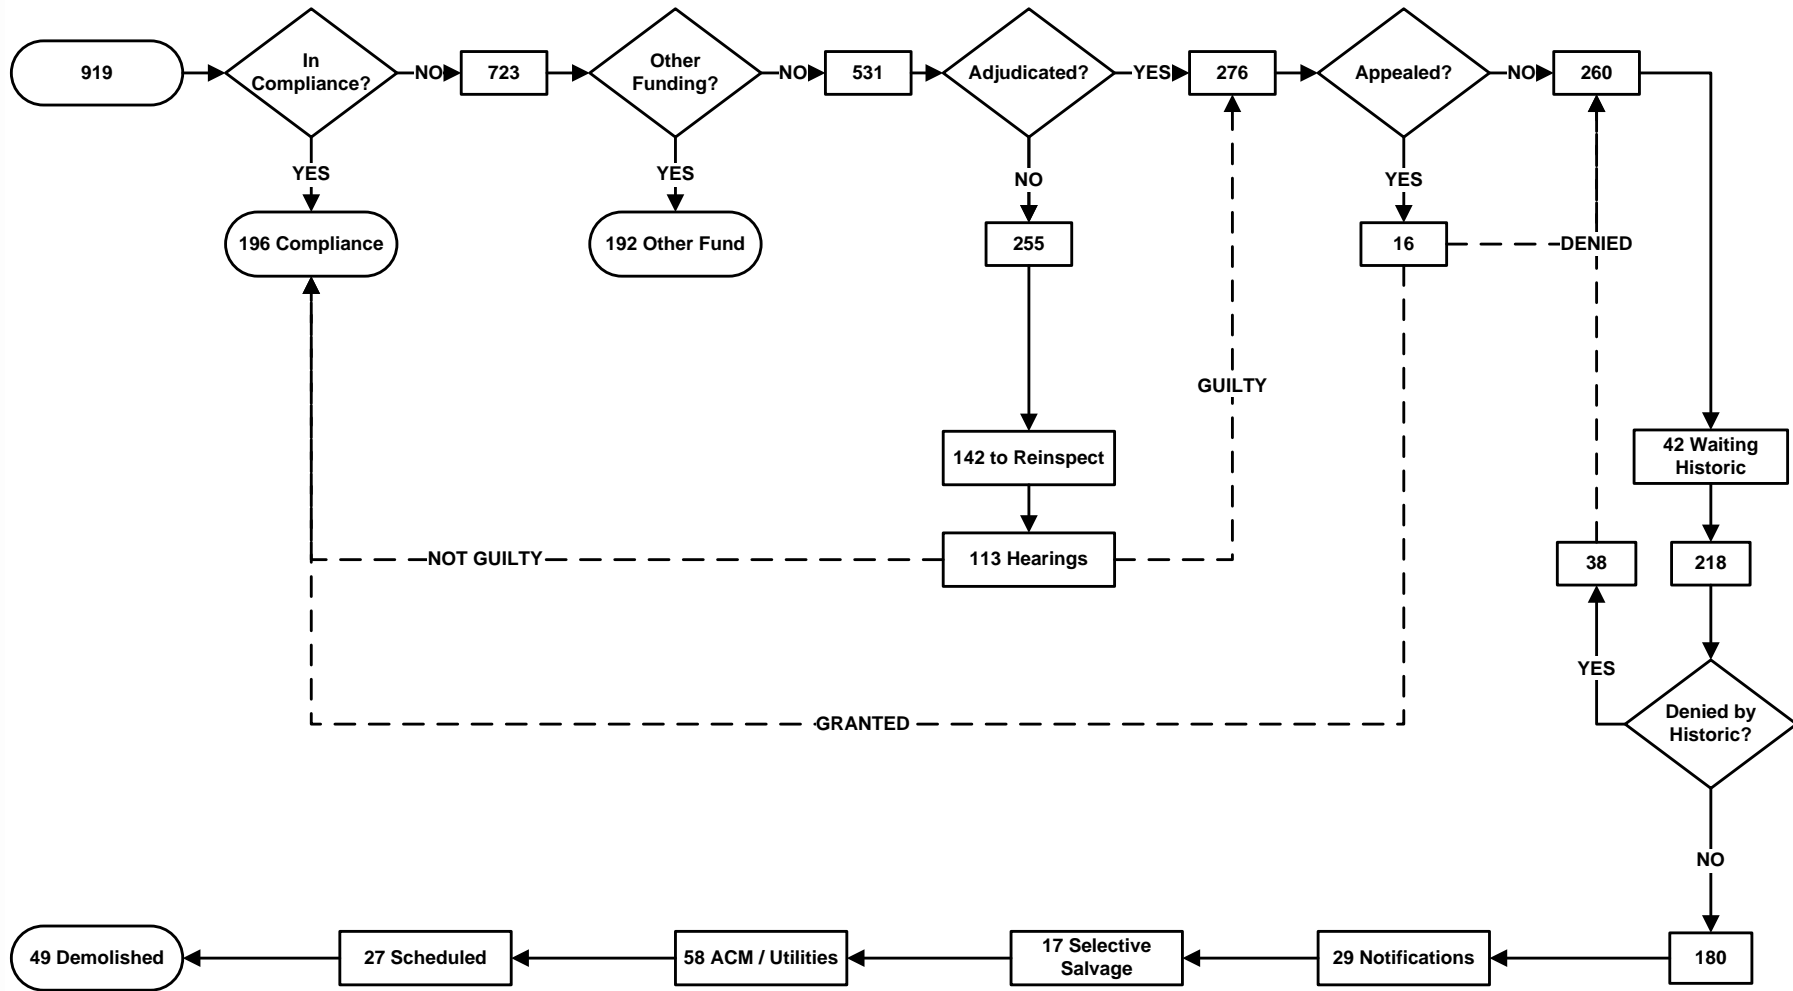 919
In
Compliance?
NO
723
Other
Funding?
NO
531
Adjudicated?
YES
276
Appealed?
NO
260
YES
196 Compliance
YES
192 Other Fund
NO
255
YES
16
DENIED
GUILTY
142 to Reinspect
42 Waiting
Historic
NOT GUILTY
113 Hearings
38
218
YES
GRANTED
Denied by
Historic?
NO
49 Demolished
27 Scheduled
58 ACM / Utilities
17 Selective
Salvage
29 Notifications
180